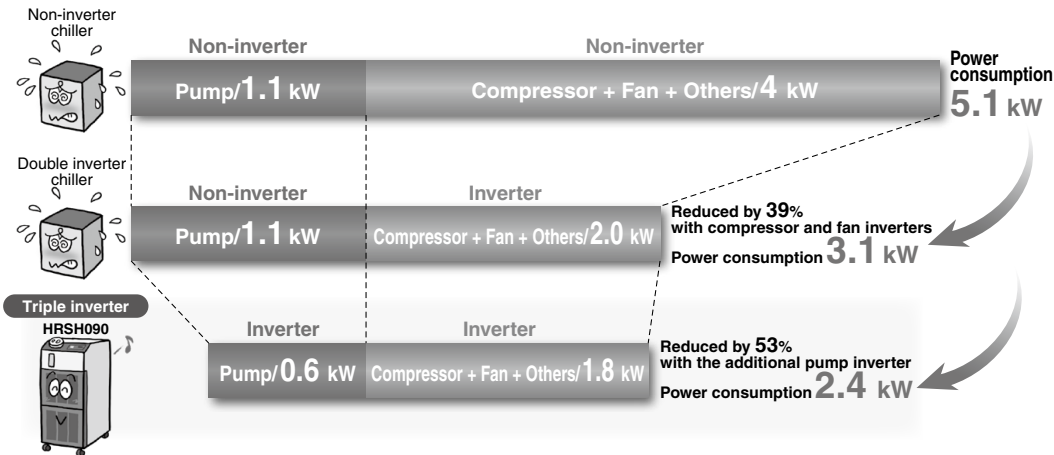 Non-inverter
chiller
Non-inverter
Non-inverter
Pump/1.1 kW
Compressor + Fan + Others/4 kW
Power
consumption
5.1 kW
Double inverter
chiller
Non-inverter
Inverter
Pump/1.1 kW
Compressor + Fan + Others/2.0 kW
Reduced by 39%
with compressor and fan inverters
Power consumption 3.1 kW
Triple inverter
HRSH090
Inverter
Inverter
Pump/0.6 kW
Compressor + Fan + Others/1.8 kW
Reduced by 53%
with the additional pump inverter
Power consumption 2.4 kW